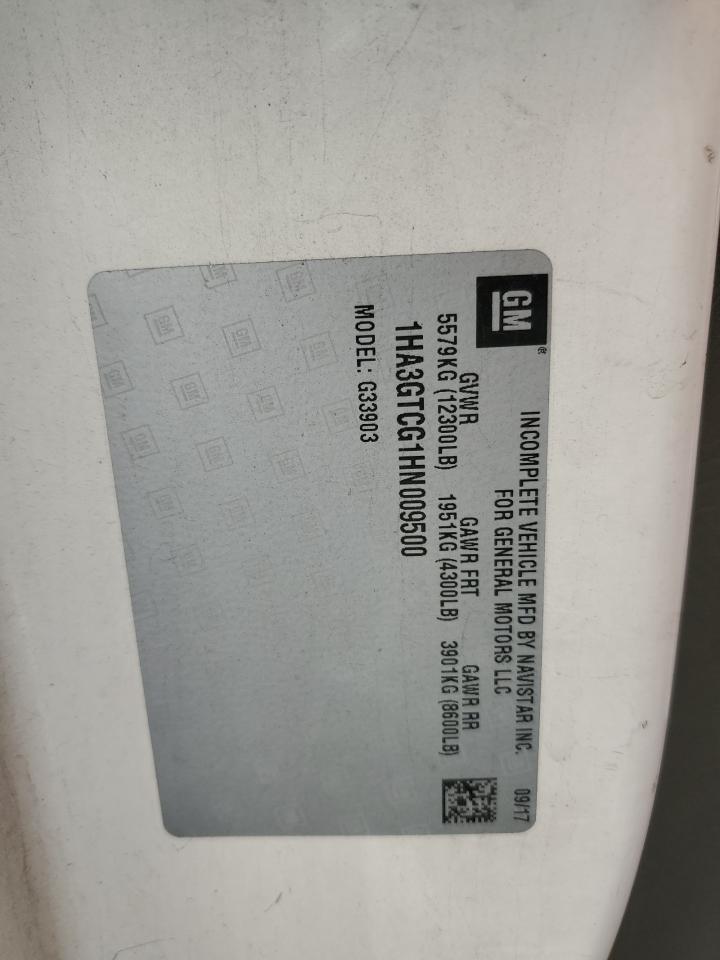 GM®
INCOMPLETE VEHICLE MFD BY NAVISTAR INC. 09/17
FOR GENERAL MOTORS LLC
GVWR GAWR FRT GAWR RR
5579KG (12300LB) 1951KG (4300LB) 3901KG (8600LB)
1HA3GTCG1HN009500
MODEL: G33903